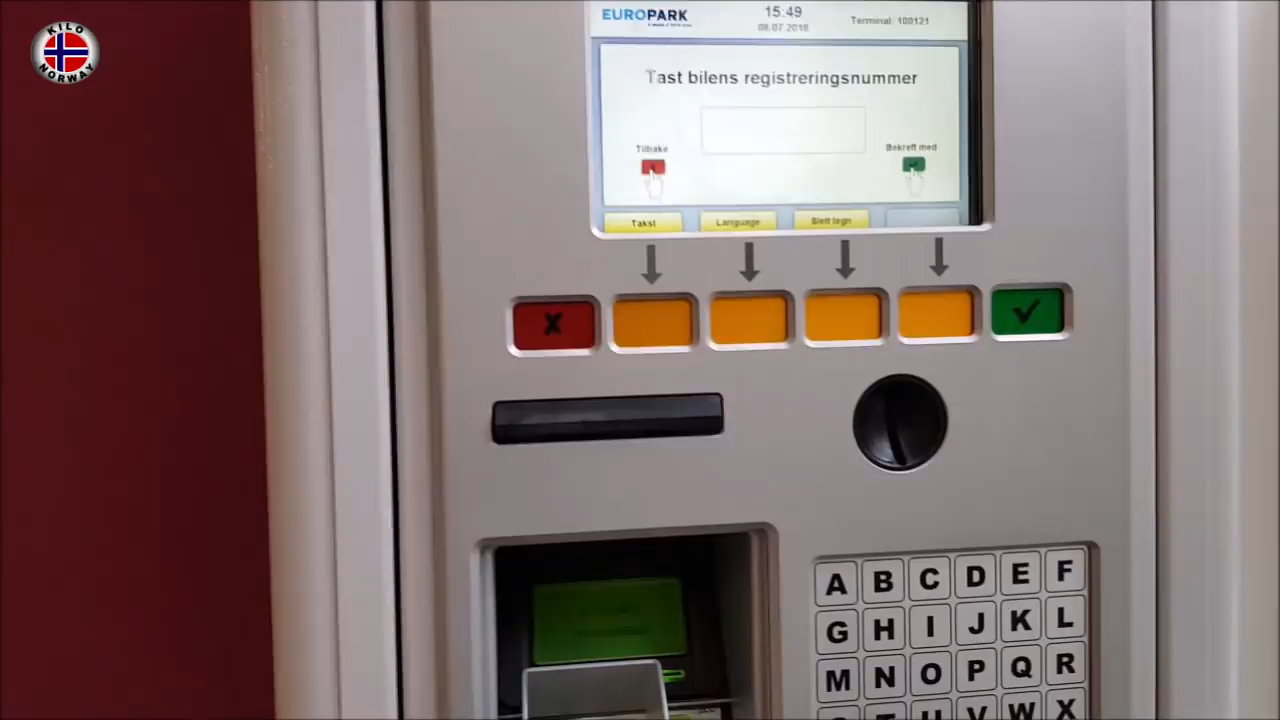 KILO
NORWAY
EUROPARK
15.49
08.07.2018
Terminal: 100121
Tast bilens registreringsnummer
Tilbake
Bekreft med
Takst
Language
Slett tegn
X
A B C D E F
G H I J K L
M N O P Q R
U V W X